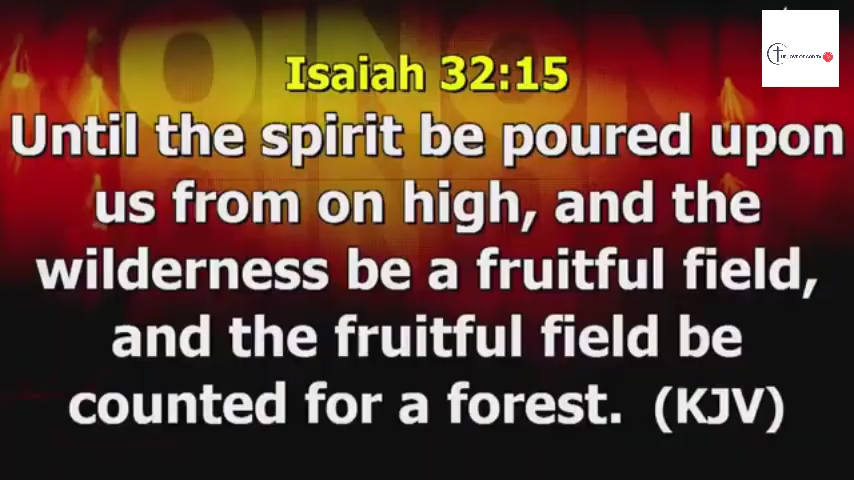 KOINONIA
Isaiah 32:15
Until the spirit be poured upon
us from on high, and the
wilderness be a fruitful field,
and the fruitful field be
counted for a forest. (KJV)